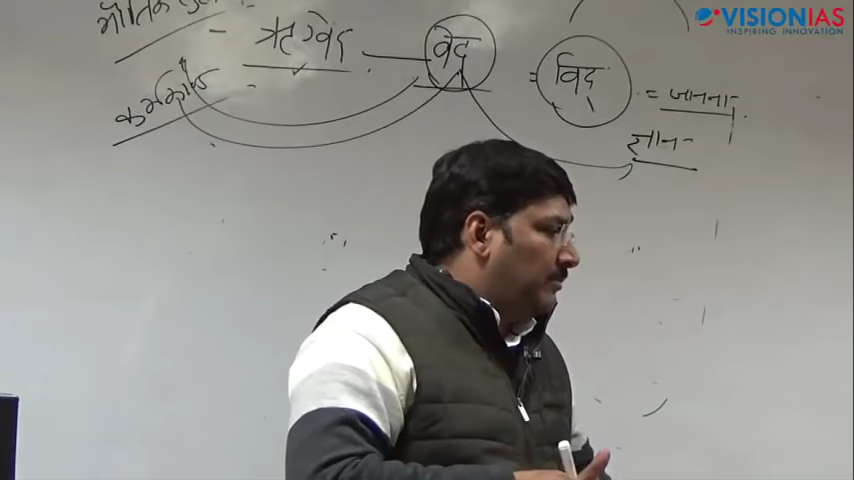 भौतिक
- ऋग्वेद — वेद = विद = जानना
कर्मकांड -
ज्ञान -
VISIONIAS
INSPIRING INNOVATION